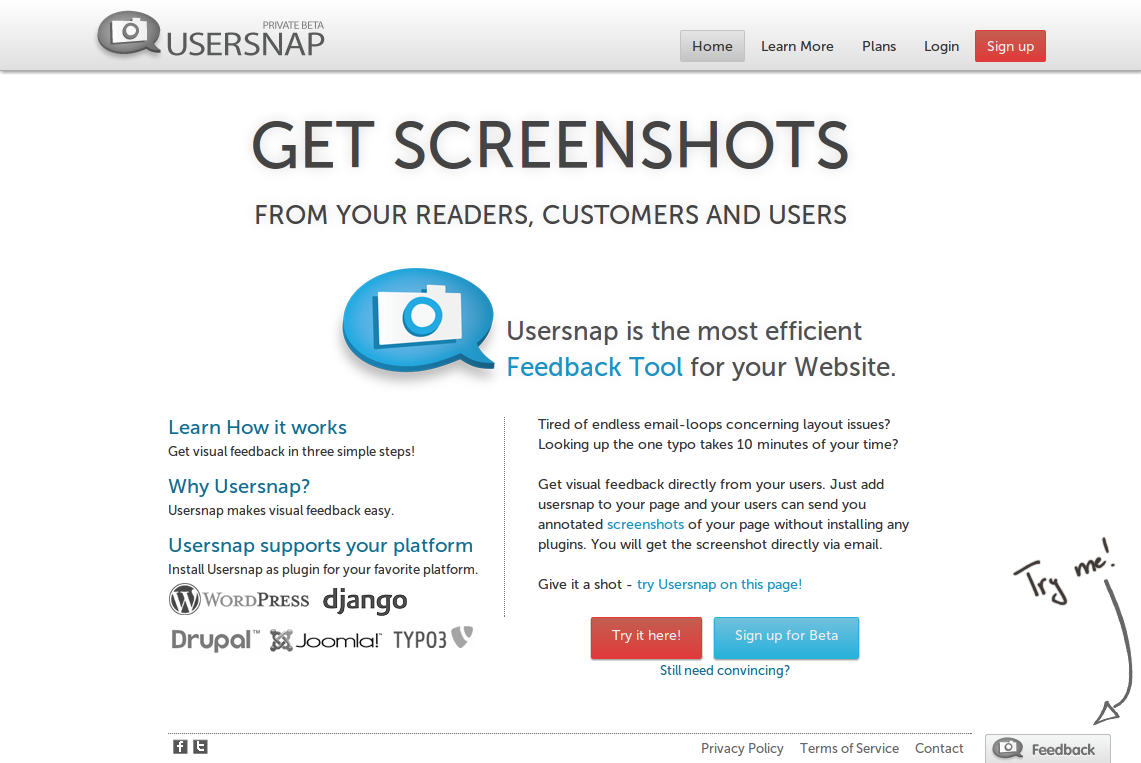 PRIVATE BETA
USERSNAP
Home Learn More Plans Login Sign up
GET SCREENSHOTS
FROM YOUR READERS, CUSTOMERS AND USERS
Usersnap is the most efficient
Feedback Tool for your Website.
Learn How it works
Get visual feedback in three simple steps!
Why Usersnap?
Usersnap makes visual feedback easy.
Usersnap supports your platform
Install Usersnap as plugin for your favorite platform.
WORDPRESS django
Drupal™ Joomla!™ TYPO3
Tired of endless email-loops concerning layout issues?
Looking up the one typo takes 10 minutes of your time?
Get visual feedback directly from your users. Just add
usersnap to your page and your users can send you
annotated screenshots of your page without installing any
plugins. You will get the screenshot directly via email.
Give it a shot - try Usersnap on this page!
Try it here! Sign up for Beta
Still need convincing?
Try me!
Privacy Policy Terms of Service Contact
Feedback